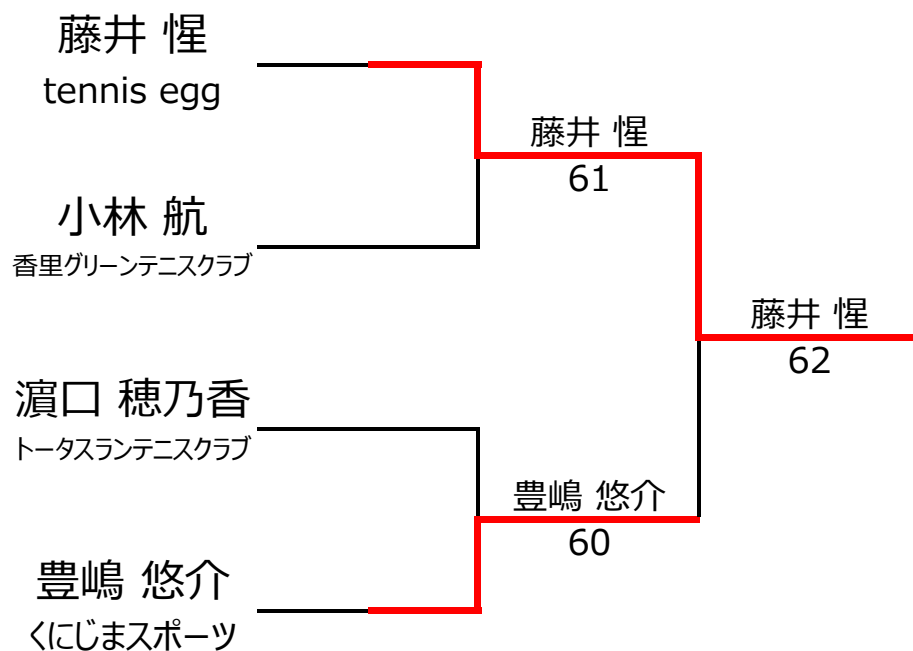 藤井 惺
tennis egg
小林 航
香里グリーンテニスクラブ
濵口 穂乃香
トータスランテニスクラブ
豊嶋 悠介
くにじまスポーツ
藤井 惺
61
豊嶋 悠介
60
藤井 惺
62